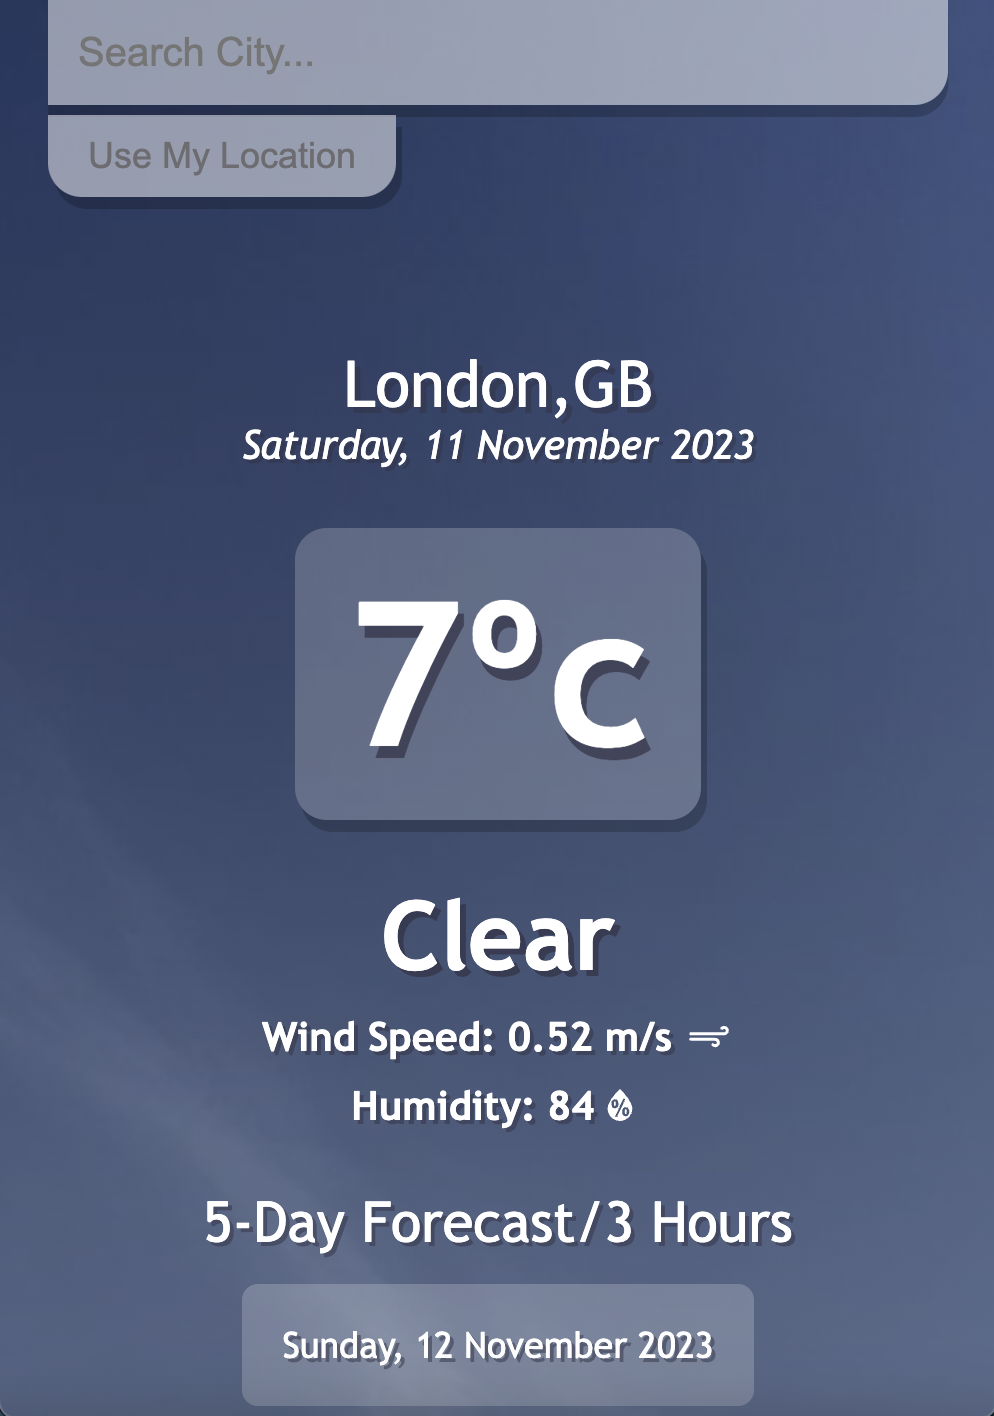 Search City...
Use My Location
London,GB
Saturday, 11 November 2023
7°c
Clear
Wind Speed: 0.52 m/s
Humidity: 84 %
5-Day Forecast/3 Hours
Sunday, 12 November 2023